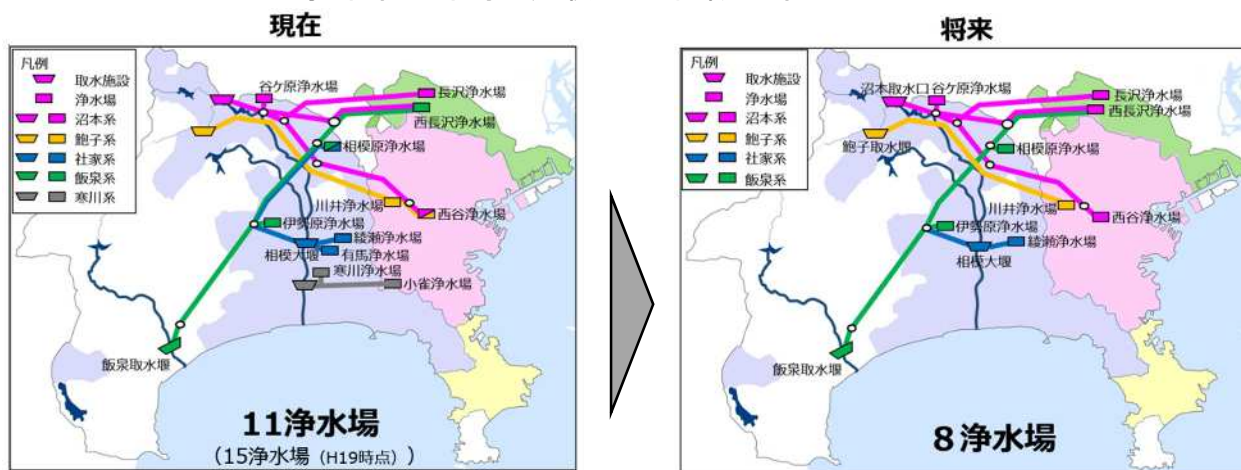 現在
凡例
取水施設
浄水場
沼本系
鮑子系
社家系
飯泉系
寒川系
谷ケ原浄水場
長沢浄水場
西長沢浄水場
相模原浄水場
川井浄水場
西谷浄水場
伊勢原浄水場
綾瀬浄水場
相模大堰
有馬浄水場
寒川浄水場
小雀浄水場
飯泉取水堰
11浄水場
(15浄水場(H19時点))
将来
凡例
取水施設
浄水場
沼本系
鮑子系
社家系
飯泉系
沼本取水口
谷ケ原浄水場
長沢浄水場
西長沢浄水場
鮑子取水堰
相模原浄水場
川井浄水場
西谷浄水場
伊勢原浄水場
綾瀬浄水場
相模大堰
飯泉取水堰
8浄水場